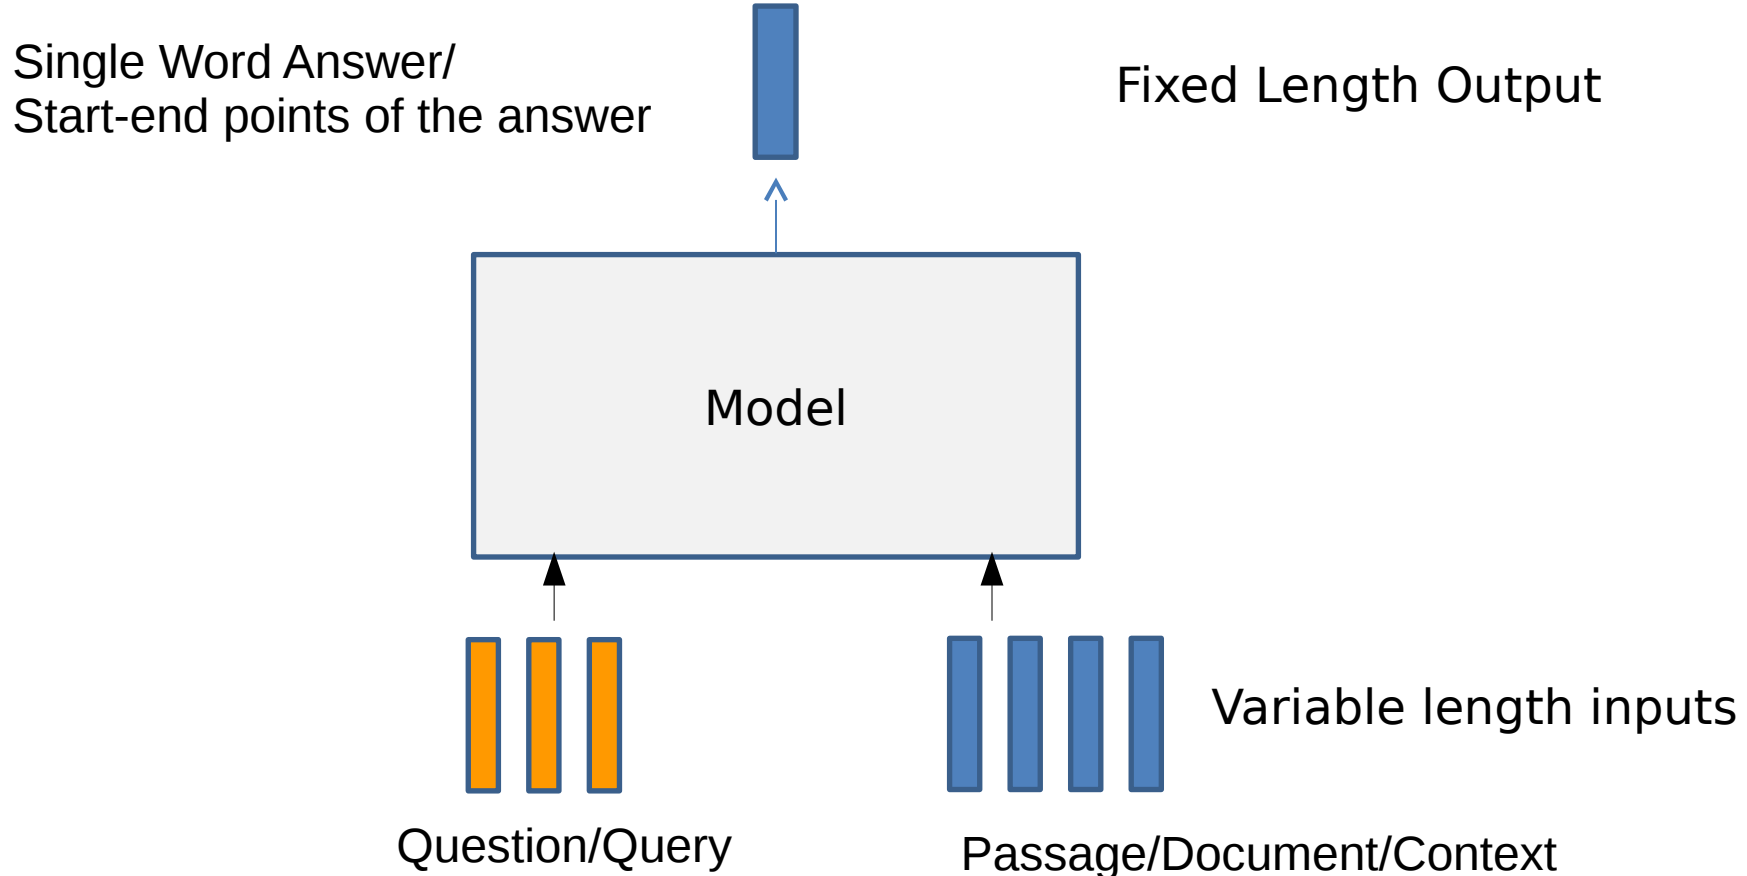 Single Word Answer/
Start-end points of the answer
Fixed Length Output
Model
Variable length inputs
Question/Query
Passage/Document/Context